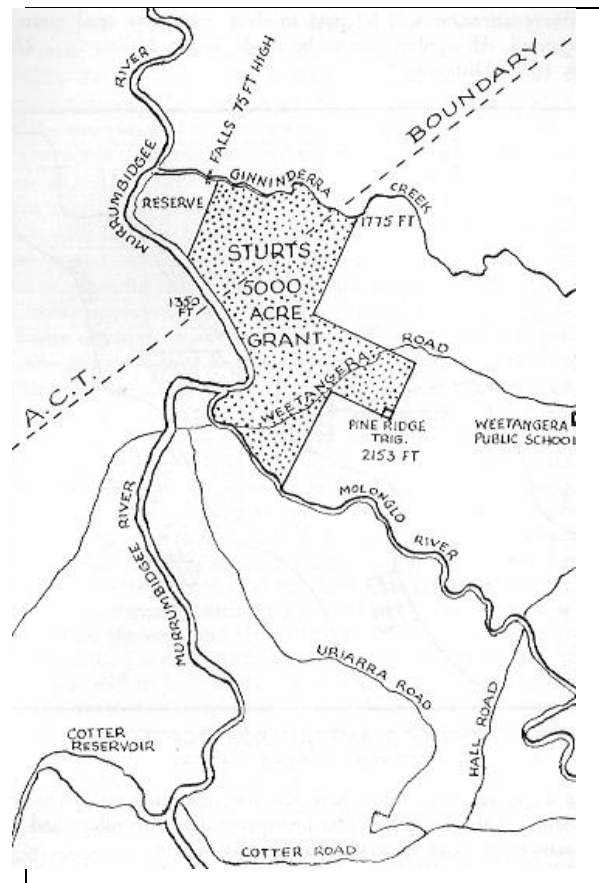 RIVER
MURRUMBIDGEE
FALLS 75 FT HIGH
BOUNDARY
GINNINDERRA
CREEK
RESERVE
1775 FT
STURTS
5000
ACRE
GRANT
1350
FT
ROAD
WEETANGERA
A.C.T.
PINE RIDGE
TRIG.
2153 FT
WEETANGERA
PUBLIC SCHOOL
MOLONGLO
RIVER
RIVER
MURRUMBIDGEE
URIARRA ROAD
HALL ROAD
COTTER
RESERVOIR
COTTER ROAD